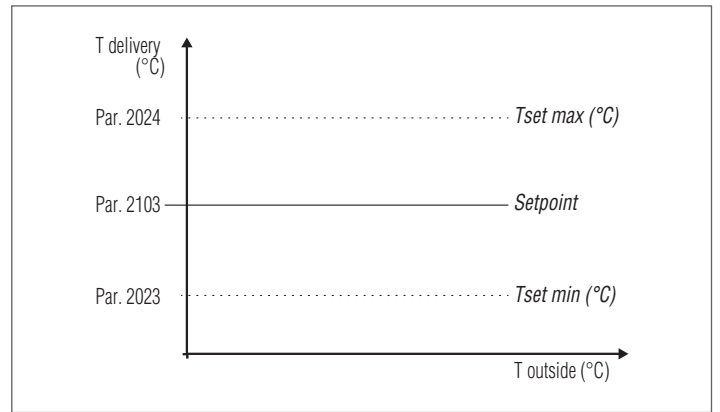 T delivery
(°C)
Par. 2024
Tset max (°C)
Par. 2103
Setpoint
Par. 2023
Tset min (°C)
T outside (°C)